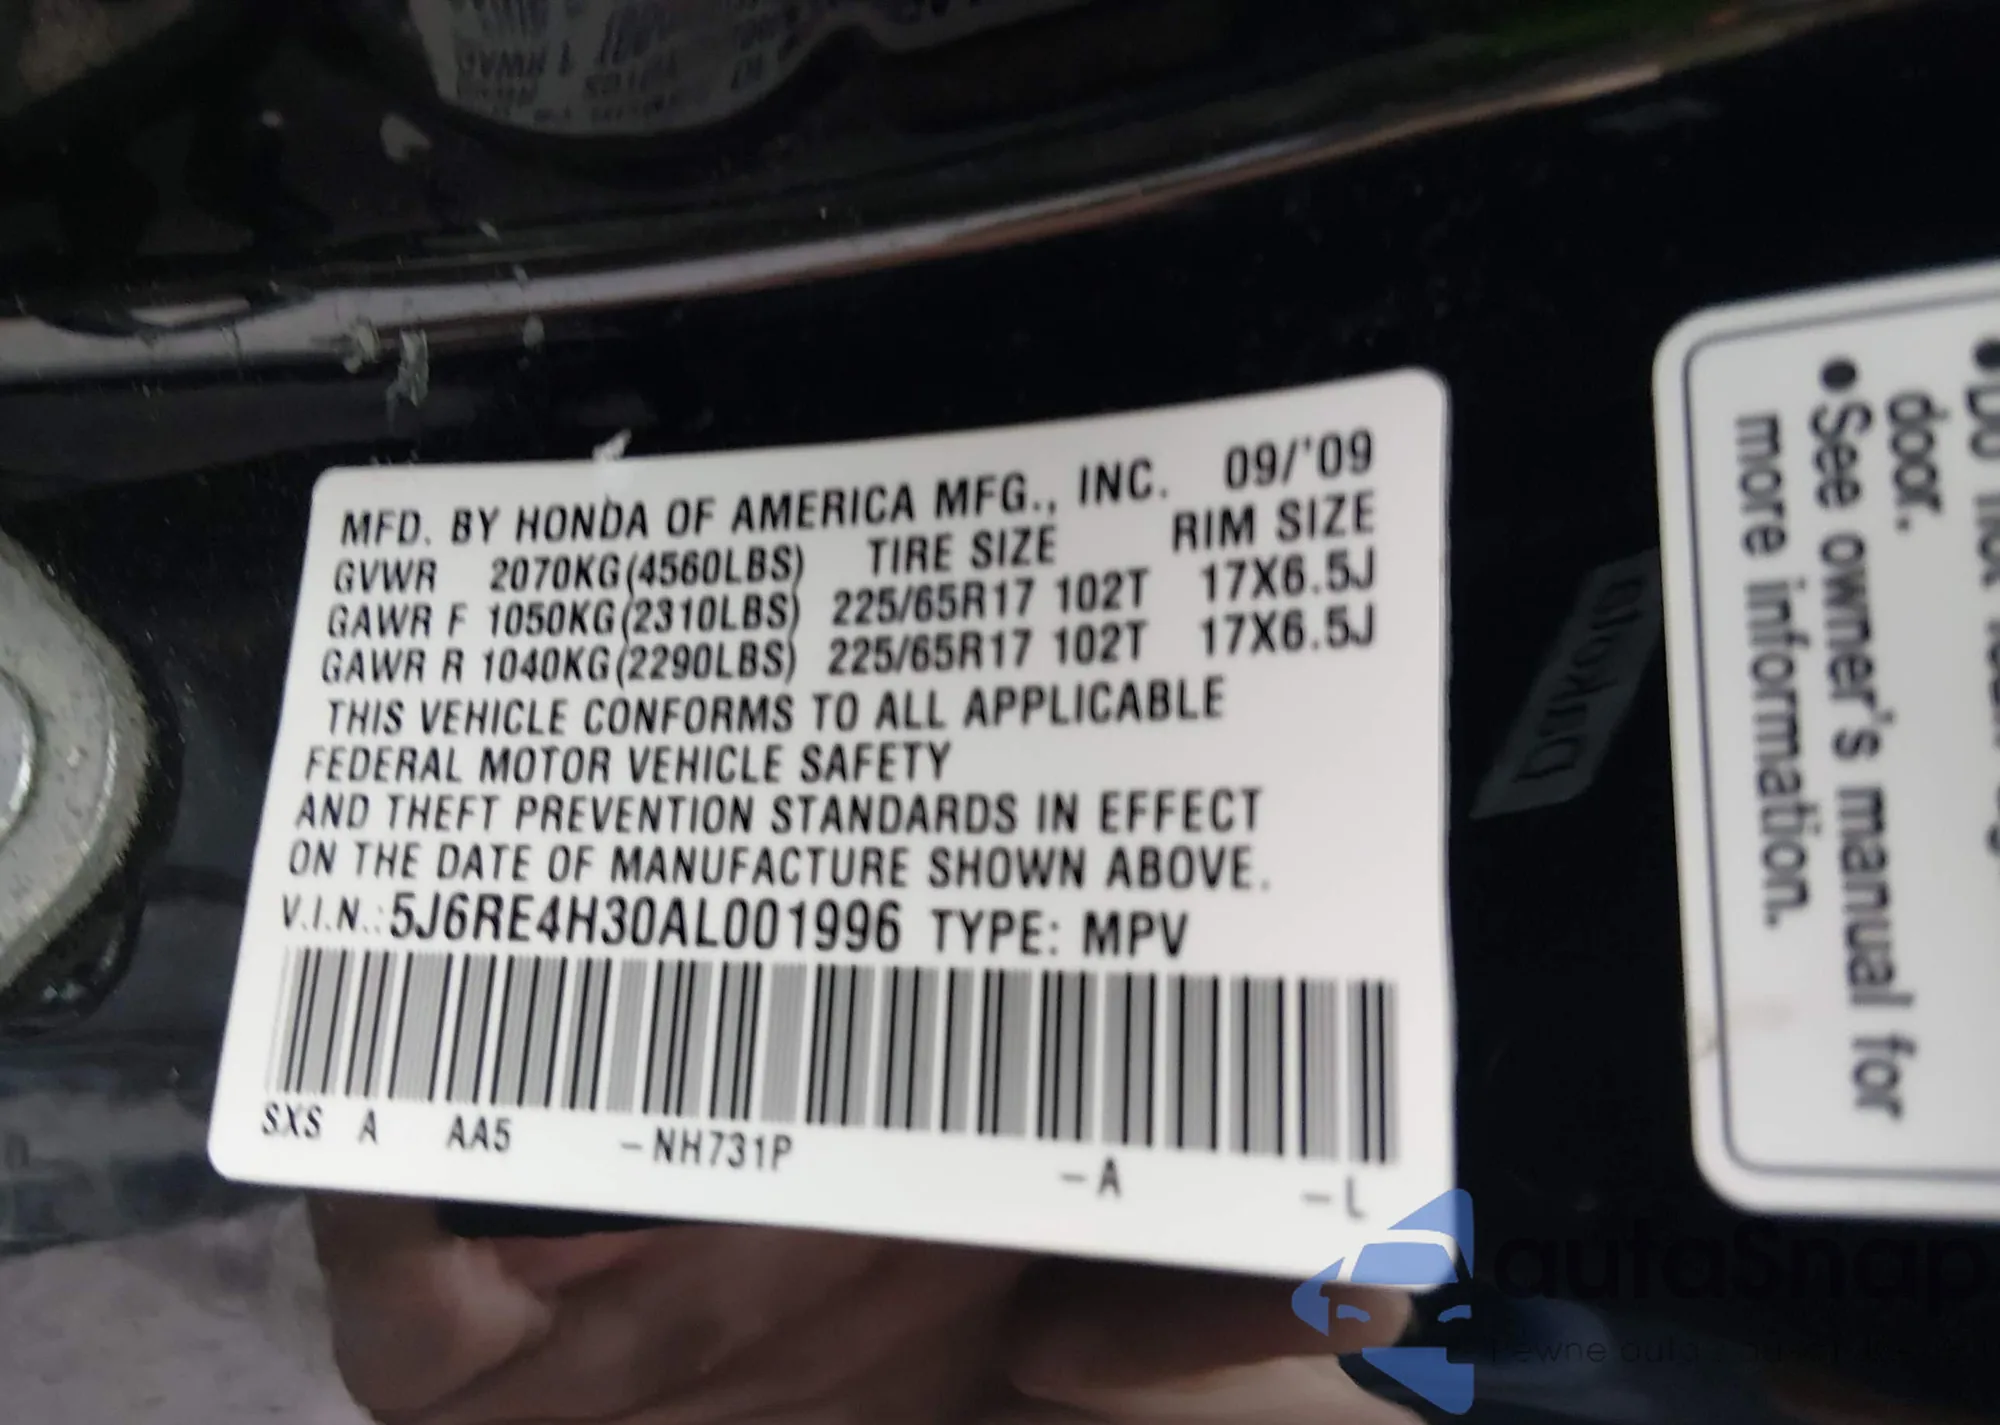 MFD. BY HONDA OF AMERICA MFG., INC. 09/'09
GVWR 2070KG(4560LBS) TIRE SIZE RIM SIZE
GAWR F 1050KG(2310LBS) 225/65R17 102T 17X6.5J
GAWR R 1040KG(2290LBS) 225/65R17 102T 17X6.5J
THIS VEHICLE CONFORMS TO ALL APPLICABLE
FEDERAL MOTOR VEHICLE SAFETY
AND THEFT PREVENTION STANDARDS IN EFFECT
ON THE DATE OF MANUFACTURE SHOWN ABOVE.
V.I.N.: 5J6RE4H30AL001996 TYPE: MPV
SXS A AA5 -NH731P -A -L
•Do not
door.
•See owner's manual for
more information.
autoSnap